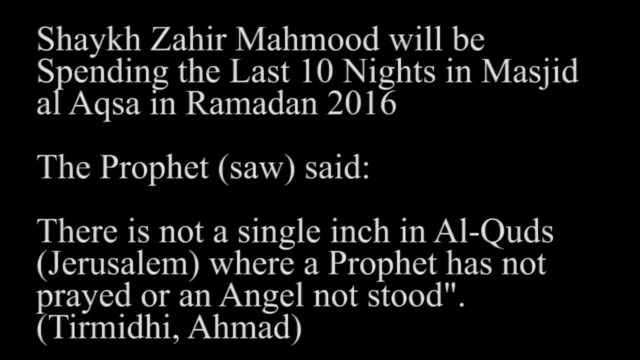 Shaykh Zahir Mahmood will be
Spending the Last 10 Nights in Masjid
al Aqsa in Ramadan 2016
The Prophet (saw) said:
There is not a single inch in Al-Quds
(Jerusalem) where a Prophet has not
prayed or an Angel not stood".
(Tirmidhi, Ahmad)